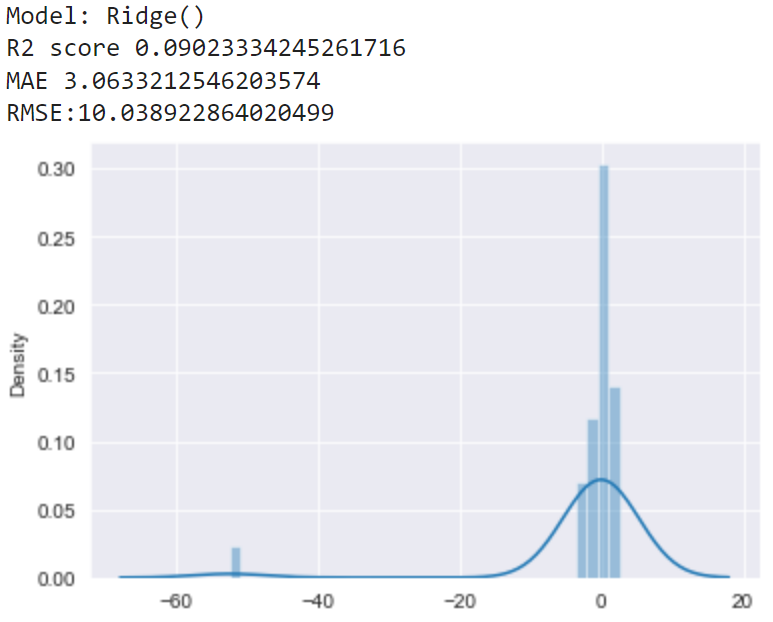 Model: Ridge()
R2 score 0.09023334245261716
MAE 3.0633212546203574
RMSE:10.038922864020499
0.30
0.25
0.20
0.15
0.10
0.05
0.00
Density
−60 −40 −20 0 20